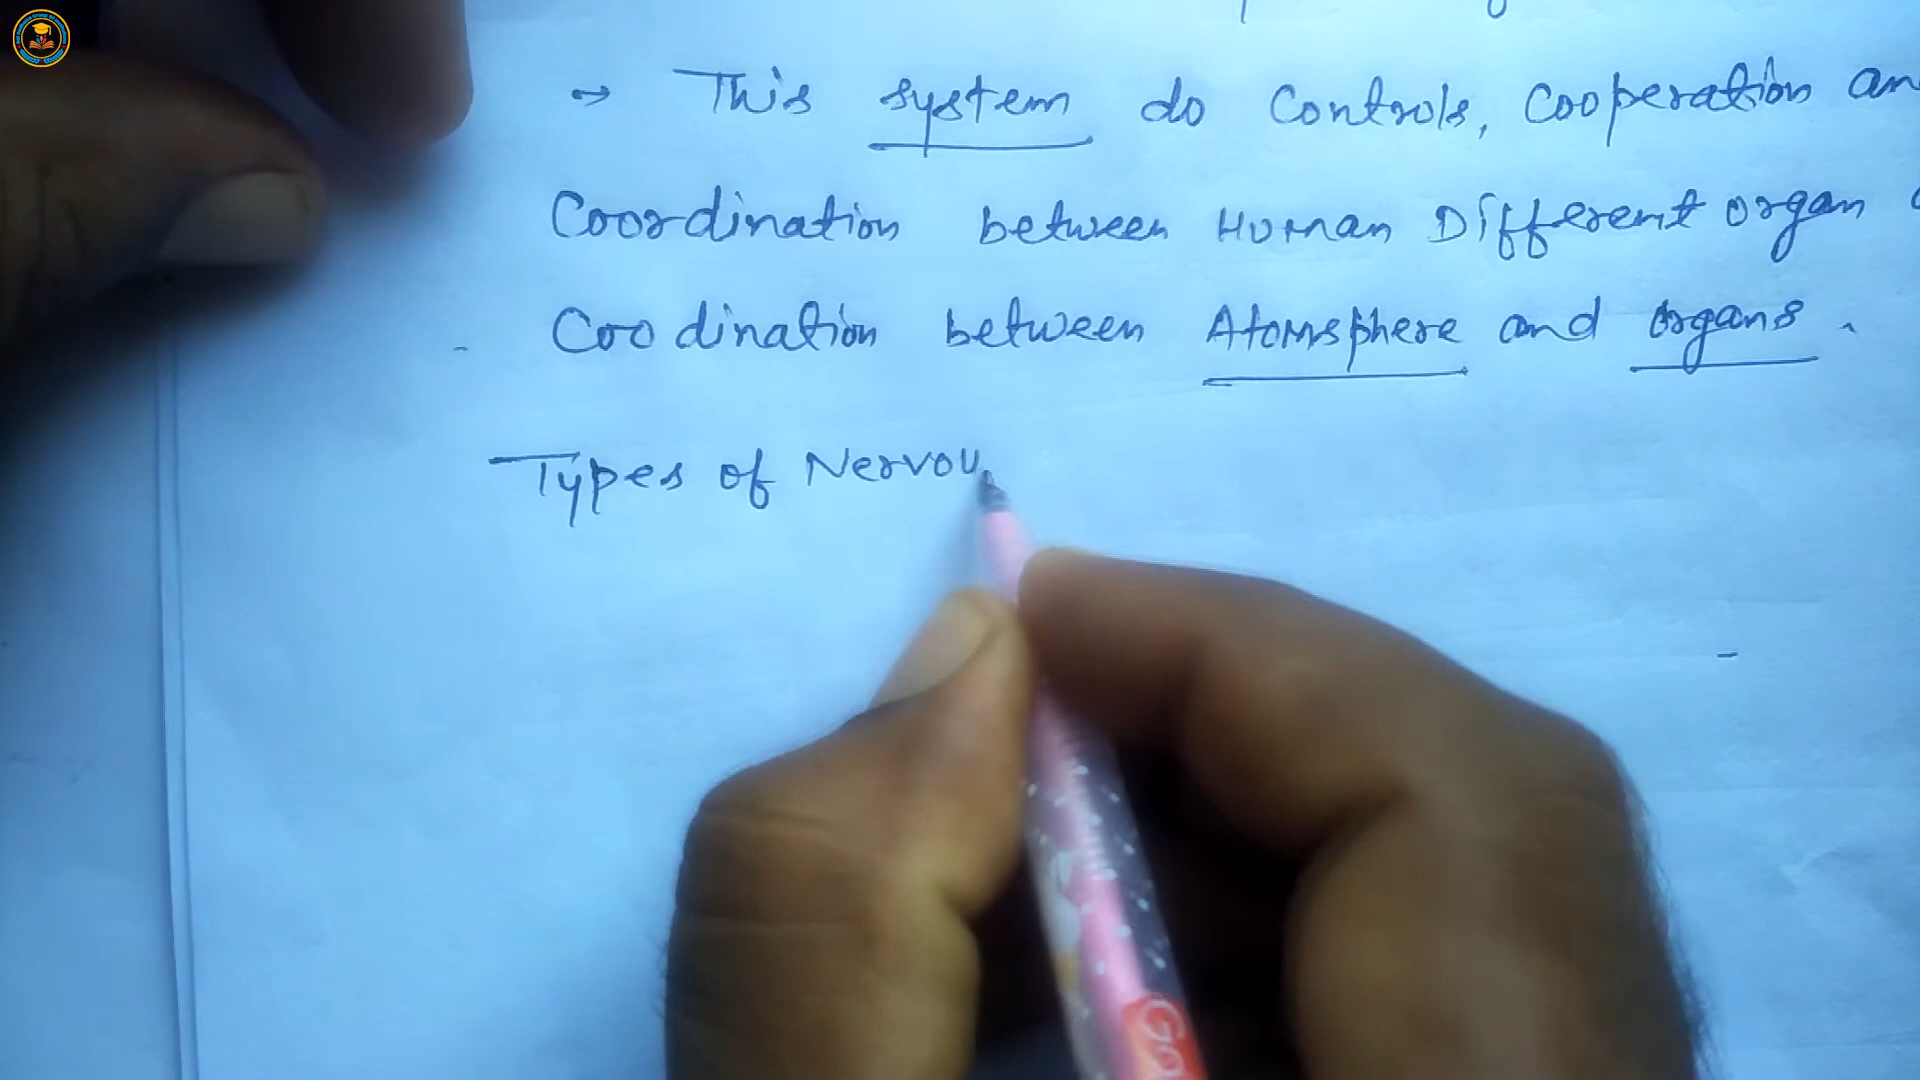 → This system do Controls, Cooperation an
Coordination between Human Different organ
Coodination between Atomsphere and organs.
Types of Nervou